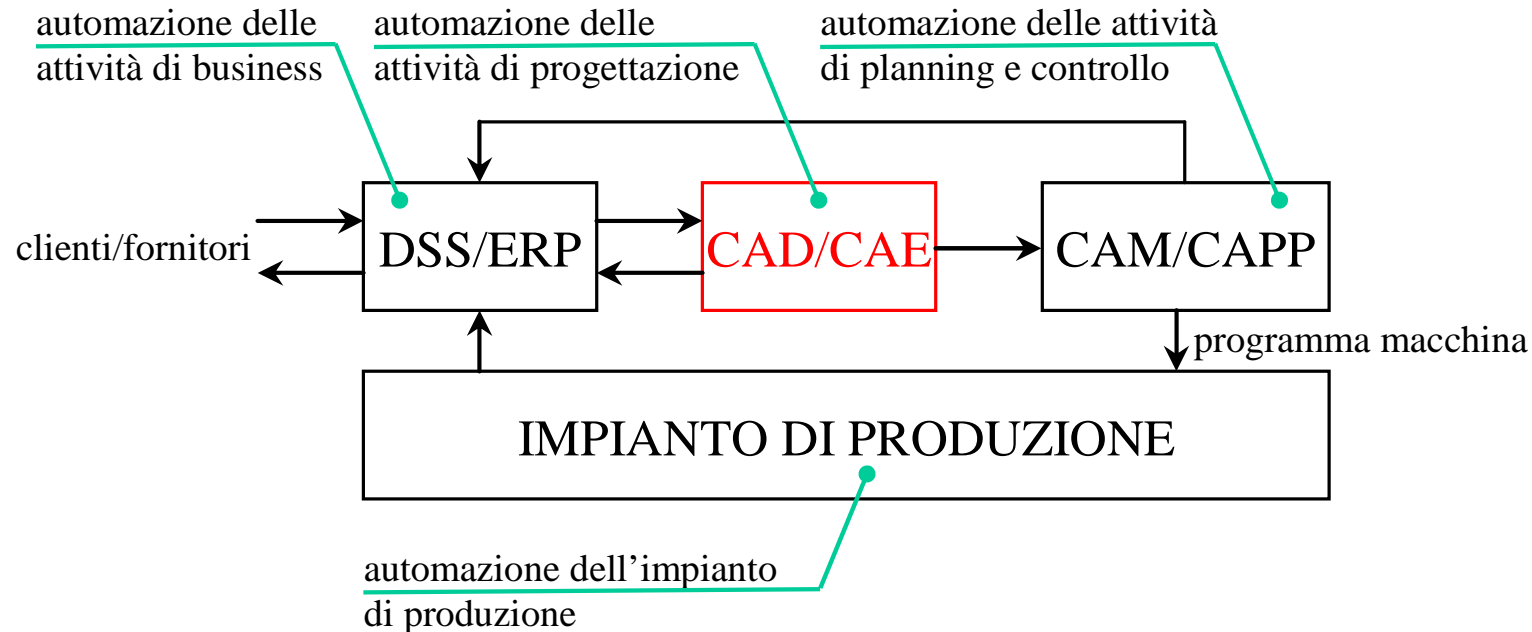 automazione delle
attività di business
automazione delle
attività di progettazione
automazione delle attività
di planning e controllo
clienti/fornitori
DSS/ERP
CAD/CAE
CAM/CAPP
programma macchina
IMPIANTO DI PRODUZIONE
automazione dell’impianto
di produzione